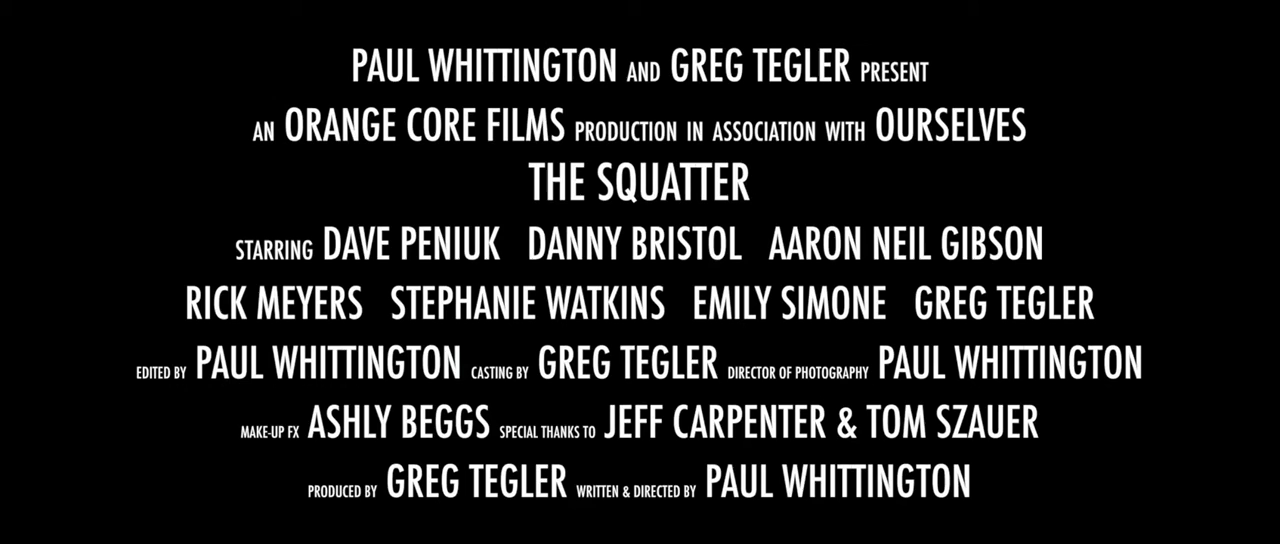 PAUL WHITTINGTON AND GREG TEGLER PRESENT
AN ORANGE CORE FILMS PRODUCTION IN ASSOCIATION WITH OURSELVES
THE SQUATTER
STARRING DAVE PENIUK DANNY BRISTOL AARON NEIL GIBSON
RICK MEYERS STEPHANIE WATKINS EMILY SIMONE GREG TEGLER
EDITED BY PAUL WHITTINGTON CASTING BY GREG TEGLER DIRECTOR OF PHOTOGRAPHY PAUL WHITTINGTON
MAKE-UP FX ASHLY BEGGS SPECIAL THANKS TO JEFF CARPENTER & TOM SZAUER
PRODUCED BY GREG TEGLER WRITTEN & DIRECTED BY PAUL WHITTINGTON